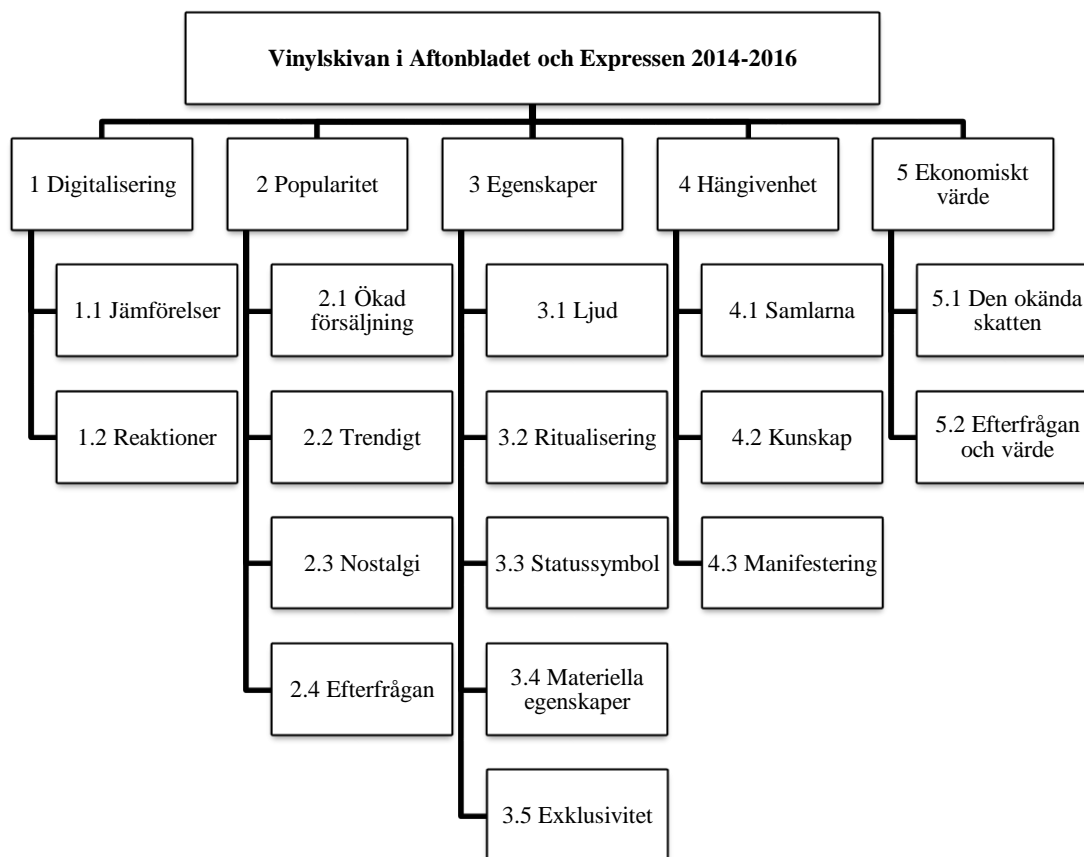 Vinylskivan i Aftonbladet och Expressen 2014-2016
1 Digitalisering
1.1 Jämförelser
1.2 Reaktioner
2 Popularitet
2.1 Ökad
försäljning
2.2 Trendigt
2.3 Nostalgi
2.4 Efterfrågan
3 Egenskaper
3.1 Ljud
3.2 Ritualisering
3.3 Statussymbol
3.4 Materiella
egenskaper
3.5 Exklusivitet
4 Hängivenhet
4.1 Samlarna
4.2 Kunskap
4.3 Manifestering
5 Ekonomiskt
värde
5.1 Den okända
skatten
5.2 Efterfrågan
och värde